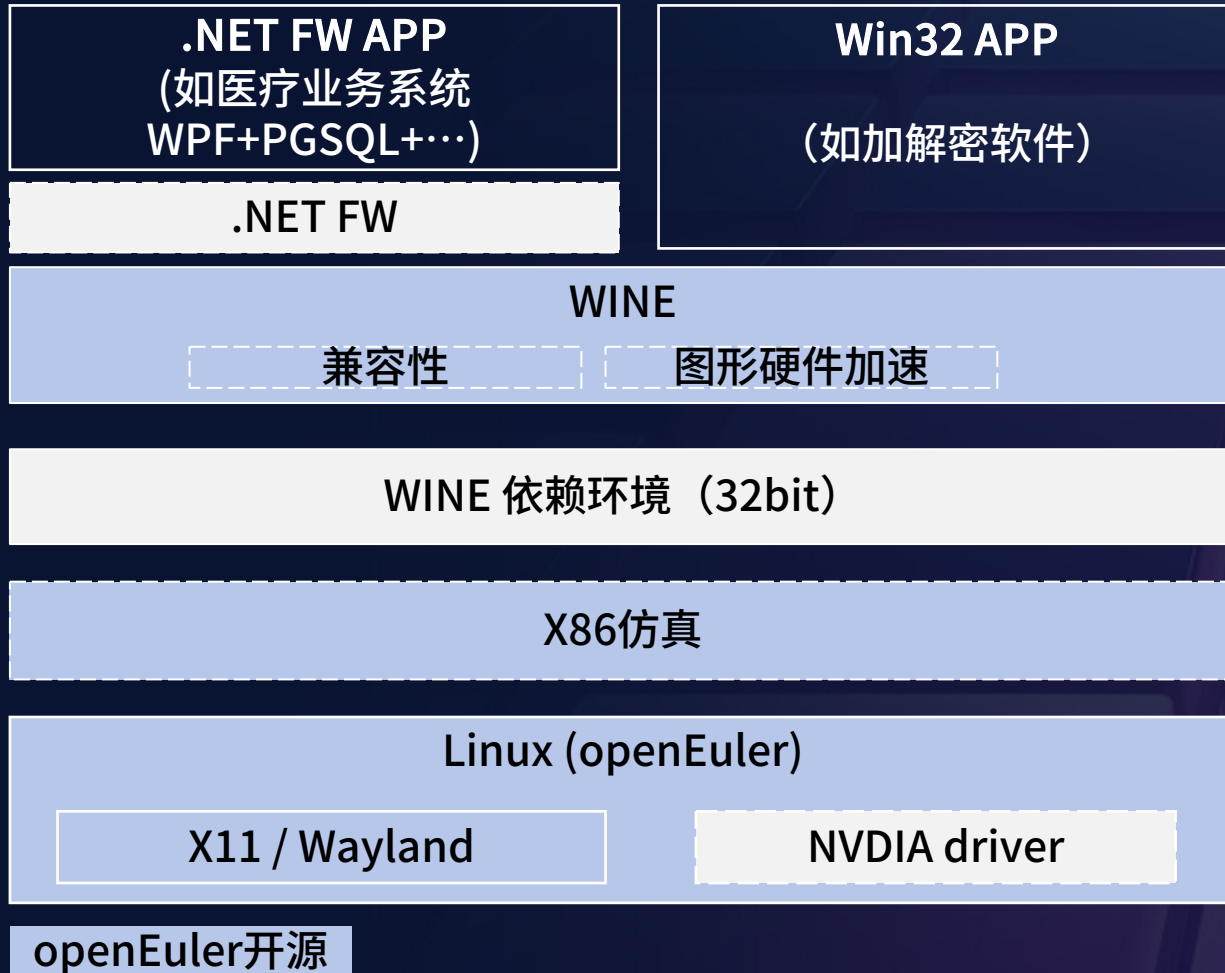 .NET FW APP
(如医疗业务系统
WPF+PGSQL+…)
Win32 APP
（如加解密软件）
.NET FW
WINE
兼容性
图形硬件加速
WINE 依赖环境（32bit）
X86仿真
Linux (openEuler)
X11 / Wayland
NVDIA driver
openEuler开源